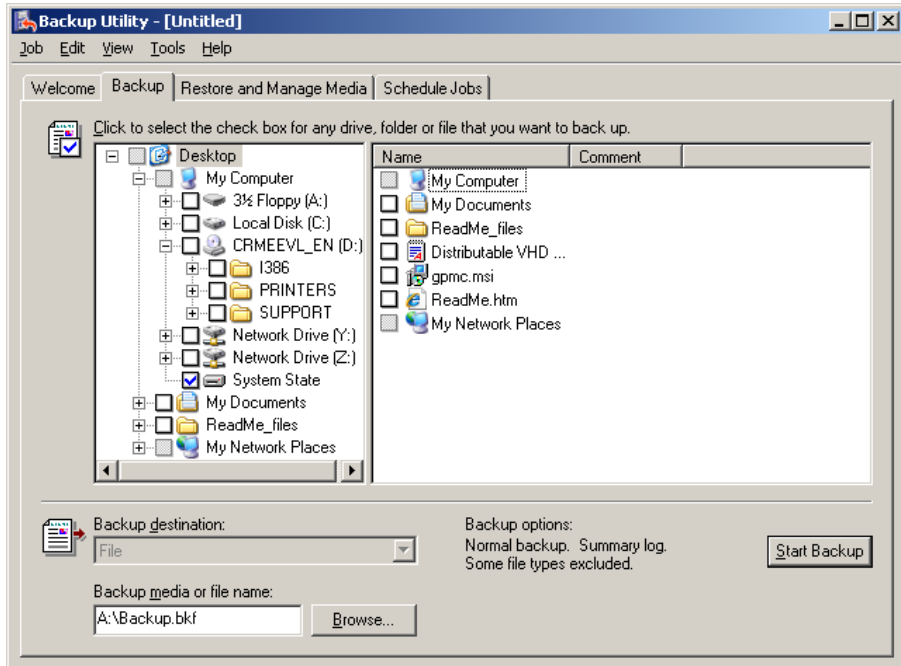 Backup Utility - [Untitled]
Job Edit View Tools Help
Welcome Backup Restore and Manage Media Schedule Jobs
Click to select the check box for any drive, folder or file that you want to back up.
Desktop
My Computer
3½ Floppy (A:)
Local Disk (C:)
CRMEEVL_EN (D:)
I386
PRINTERS
SUPPORT
Network Drive (Y:)
Network Drive (Z:)
System State
My Documents
ReadMe_files
My Network Places
Name Comment
My Computer
My Documents
ReadMe_files
Distributable VHD ...
gpmc.msi
ReadMe.htm
My Network Places
Backup destination:
File
Backup media or file name:
A:\Backup.bkf
Browse...
Backup options:
Normal backup. Summary log.
Some file types excluded.
Start Backup